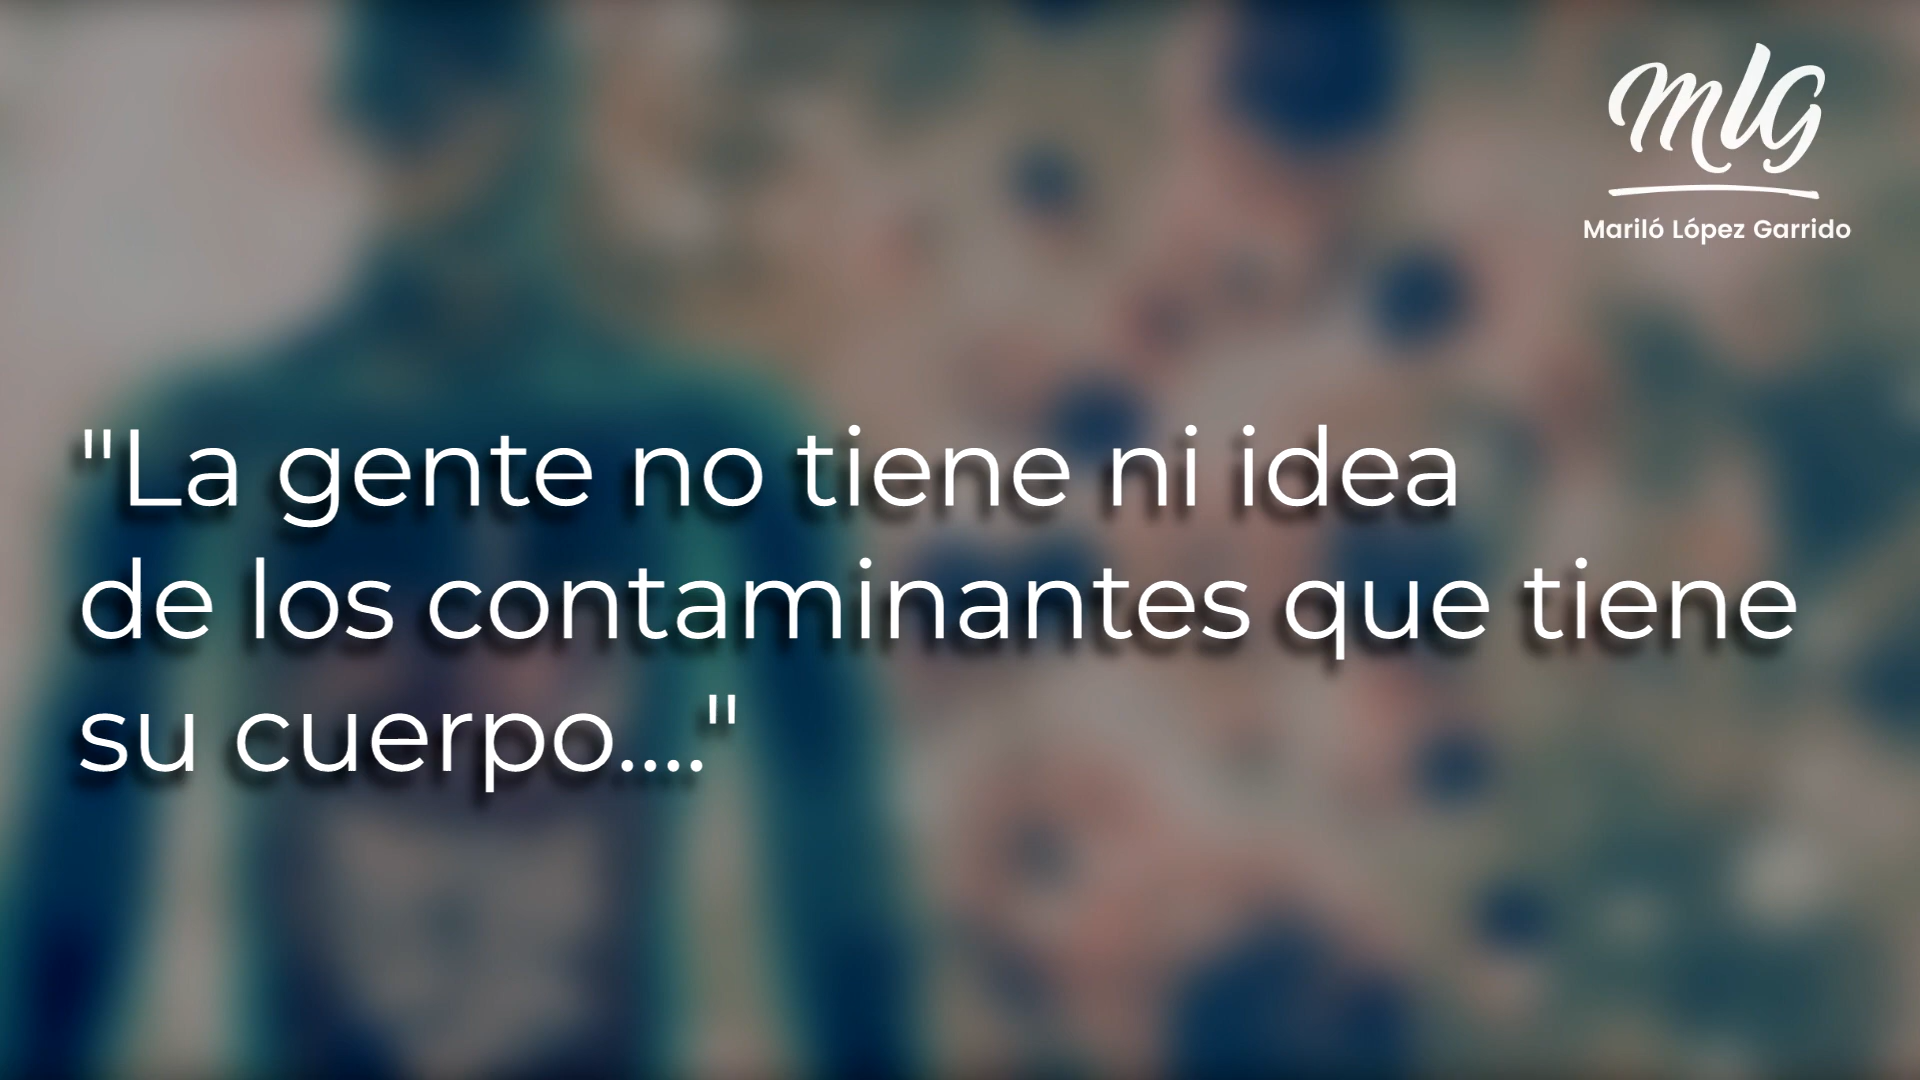 MLG
Mariló López Garrido
"La gente no tiene ni idea
de los contaminantes que tiene
su cuerpo...."